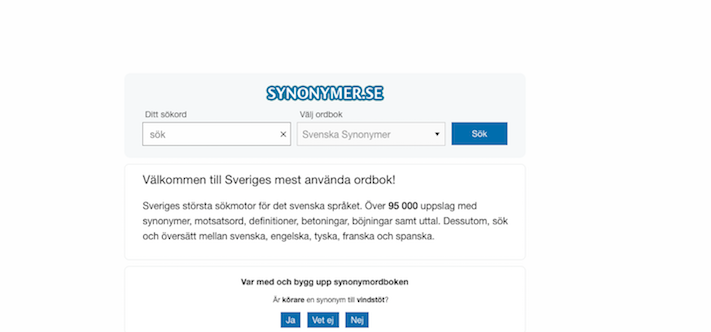 SYNONYMER.SE
Ditt sökord
Välj ordbok
sök
Svenska Synonymer
Sök
Välkommen till Sveriges mest använda ordbok!
Sveriges största sökmotor för det svenska språket. Över 95 000 uppslag med
synonymer, motsatsord, definitioner, betoningar, böjningar samt uttal. Dessutom, sök
och översätt mellan svenska, engelska, tyska, franska och spanska.
Var med och bygg upp synonymordboken
Är kårare en synonym till vindstöt?
Ja
Vet ej
Nej